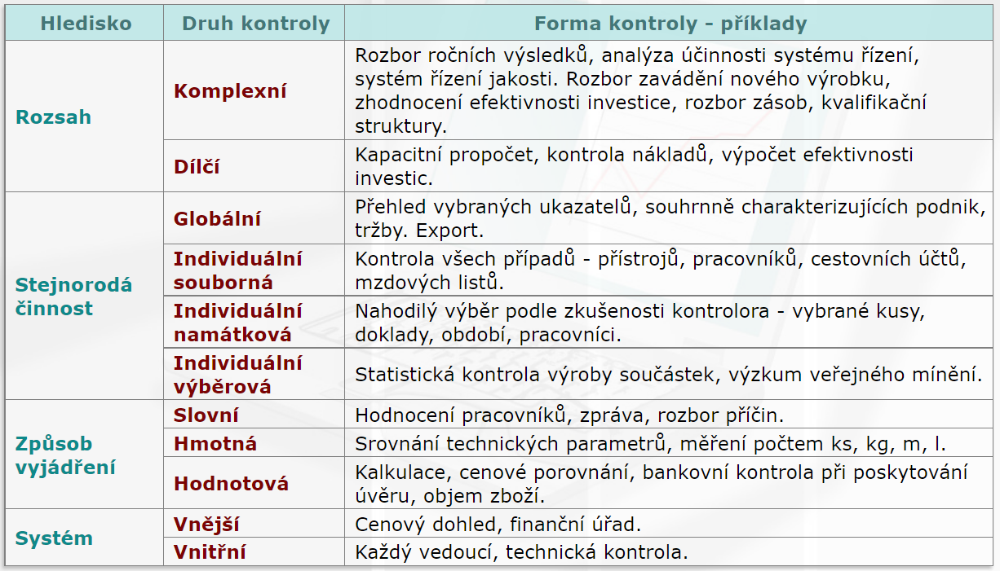 Hledisko Druh kontroly Forma kontroly - příklady
Rozsah
Komplexní
Rozbor ročních výsledků, analýza účinnosti systému řízení,
systém řízení jakosti. Rozbor zavádění nového výrobku,
zhodnocení efektivnosti investice, rozbor zásob, kvalifikační
struktury.
Dílčí
Kapacitní propočet, kontrola nákladů, výpočet efektivnosti
investic.
Stejnorodá
činnost
Globální
Přehled vybraných ukazatelů, souhrnně charakterizujících podnik,
tržby. Export.
Individuální
souborná
Kontrola všech případů - přístrojů, pracovníků, cestovních účtů,
mzdových listů.
Individuální
namátková
Nahodilý výběr podle zkušenosti kontrolora - vybrané kusy,
doklady, období, pracovníci.
Individuální
výběrová
Statistická kontrola výroby součástek, výzkum veřejného mínění.
Způsob
vyjádření
Slovní
Hodnocení pracovníků, zpráva, rozbor příčin.
Hmotná
Srovnání technických parametrů, měření počtem ks, kg, m, l.
Hodnotová
Kalkulace, cenové porovnání, bankovní kontrola při poskytování
úvěru, objem zboží.
Systém
Vnější
Cenový dohled, finanční úřad.
Vnitřní
Každý vedoucí, technická kontrola.